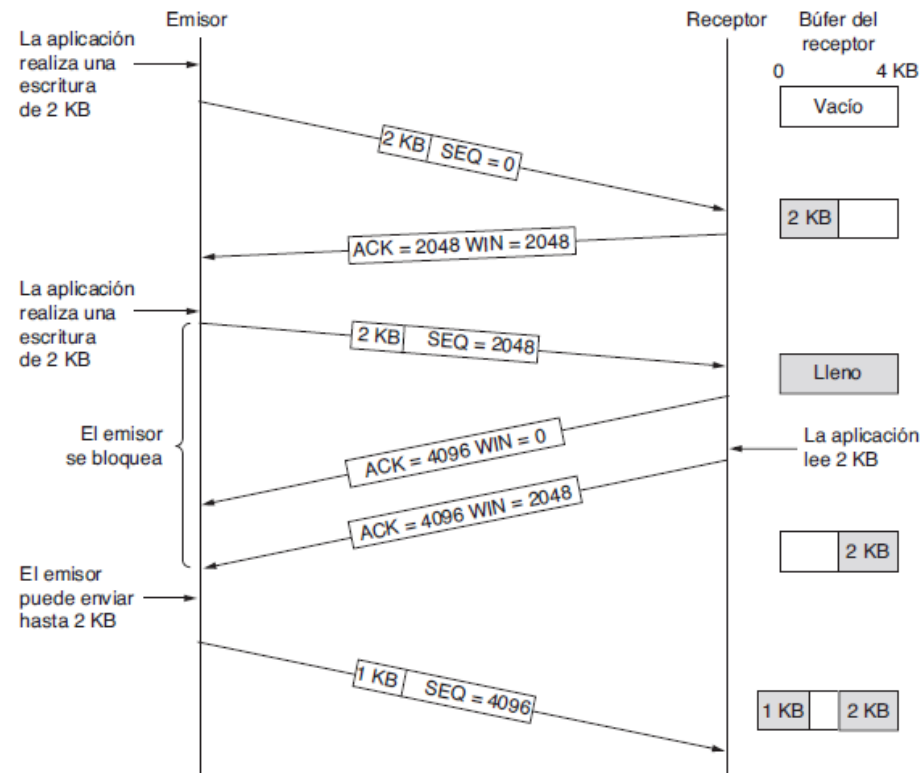 Emisor
Receptor
Búfer del
receptor
La aplicación
realiza una
escritura
de 2 KB
0
4 KB
Vacío
2 KB
SEQ = 0
2 KB
ACK = 2048 WIN = 2048
La aplicación
realiza una
escritura
de 2 KB
2 KB
SEQ = 2048
Lleno
El emisor
se bloquea
ACK = 4096 WIN = 0
La aplicación
lee 2 KB
ACK = 4096 WIN = 2048
2 KB
El emisor
puede enviar
hasta 2 KB
1 KB
SEQ = 4096
1 KB
2 KB